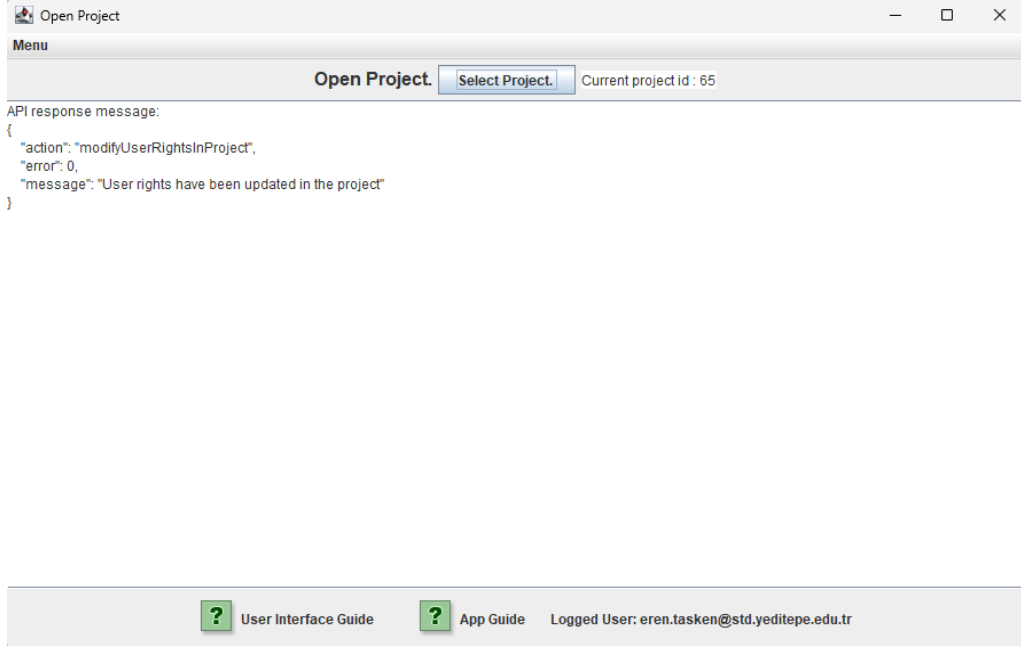 Open Project
Menu
Open Project. Select Project. Current project id : 65
API response message:
{
"action": "modifyUserRightsInProject",
"error": 0,
"message": "User rights have been updated in the project"
}
? User Interface Guide ? App Guide Logged User: eren.tasken@std.yeditepe.edu.tr